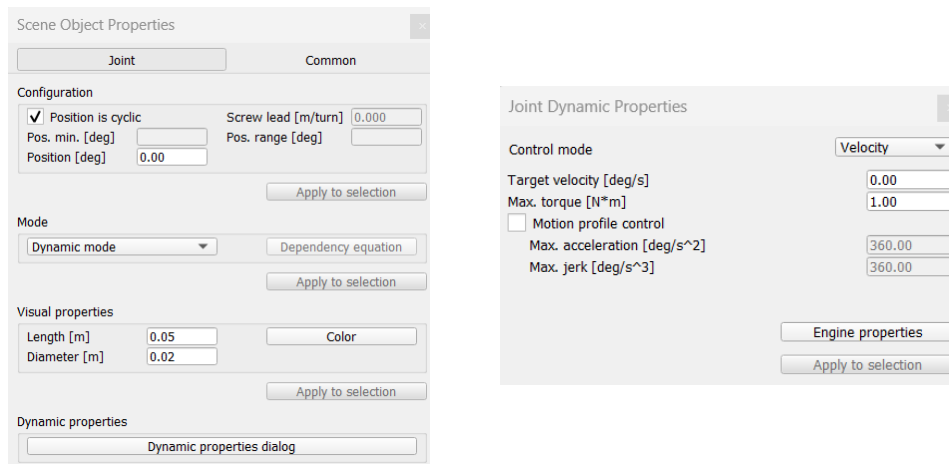 Scene Object Properties
Joint Common
Configuration
Position is cyclic Screw lead [m/turn] 0.000
Pos. min. [deg] Pos. range [deg]
Position [deg] 0.00
Apply to selection
Mode
Dynamic mode Dependency equation
Apply to selection
Visual properties
Length [m] 0.05 Color
Diameter [m] 0.02
Apply to selection
Dynamic properties
Dynamic properties dialog
Joint Dynamic Properties
Control mode Velocity
Target velocity [deg/s] 0.00
Max. torque [N*m] 1.00
Motion profile control
Max. acceleration [deg/s^2] 360.00
Max. jerk [deg/s^3] 360.00
Engine properties
Apply to selection